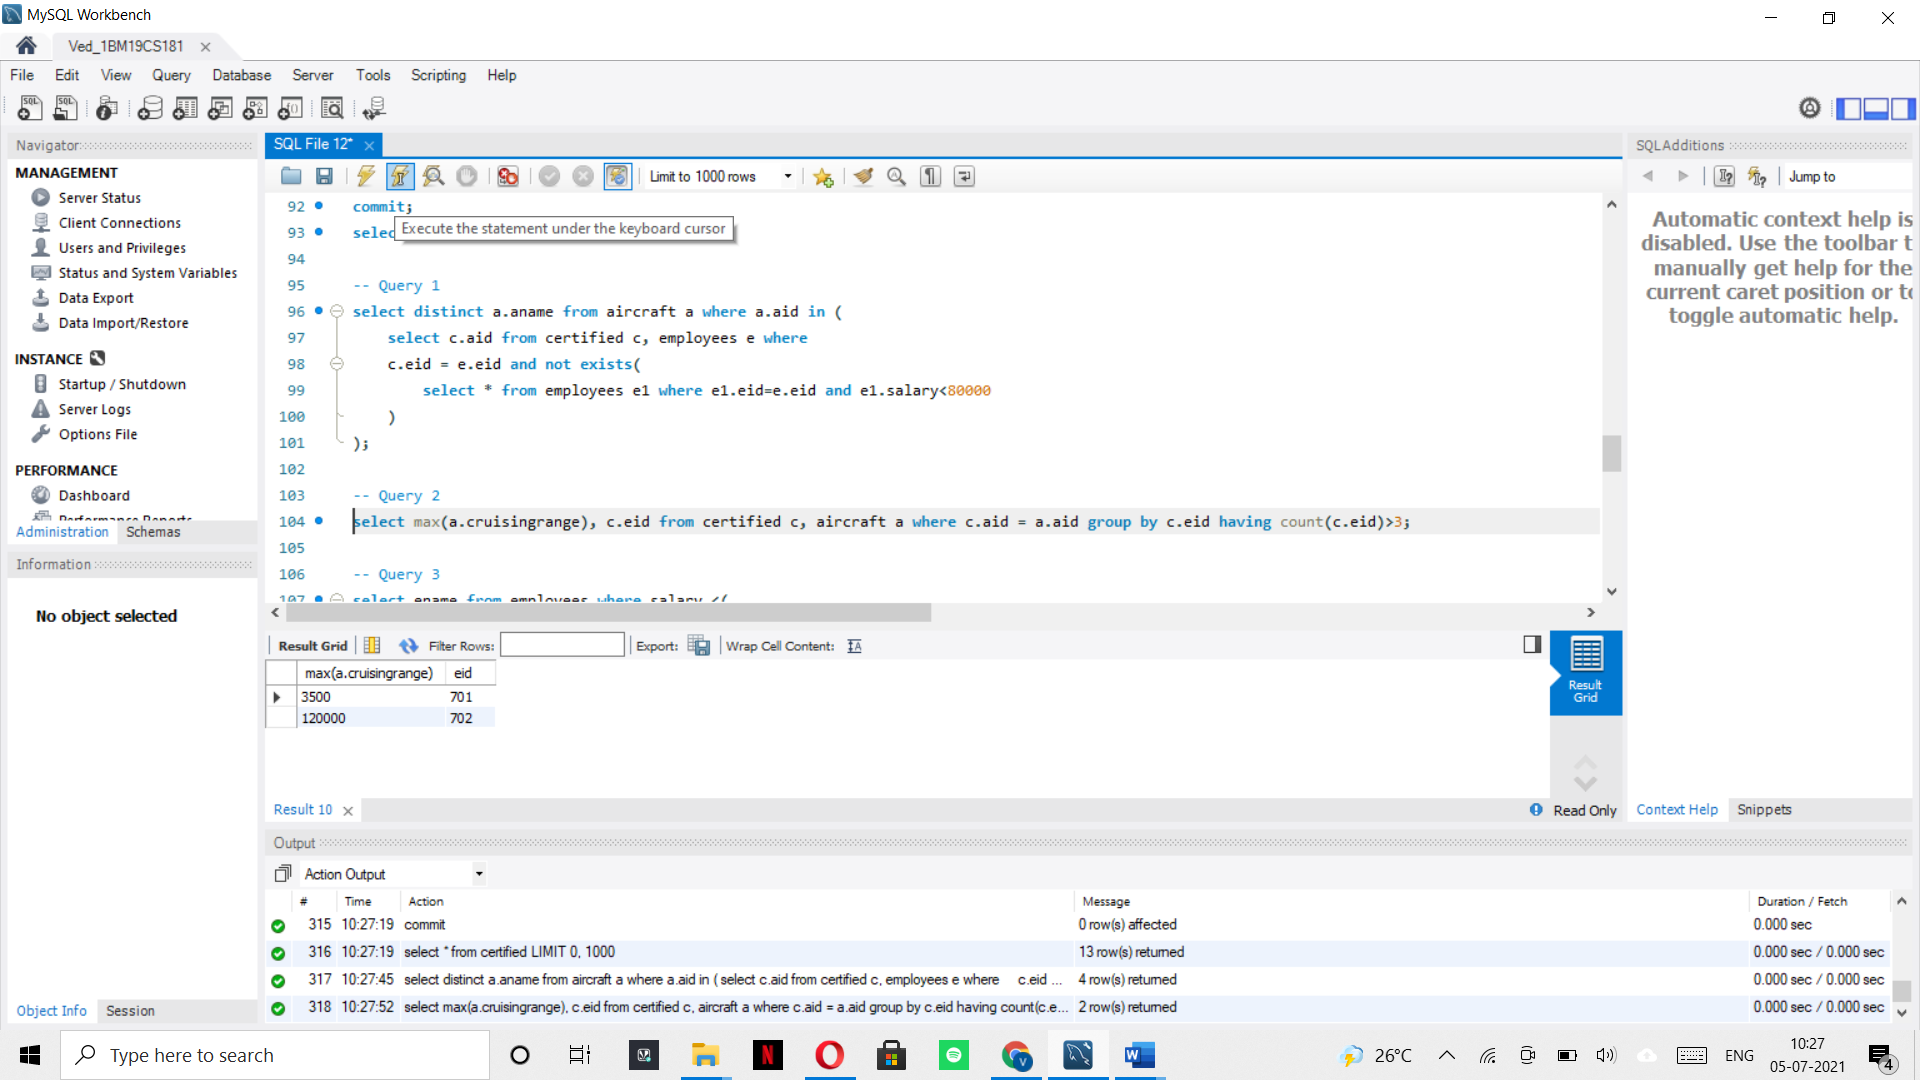 MySQL Workbench
Ved_1BM19CS181
File Edit View Query Database Server Tools Scripting Help
Navigator
MANAGEMENT
Server Status
Client Connections
Users and Privileges
Status and System Variables
Data Export
Data Import/Restore
INSTANCE
Startup / Shutdown
Server Logs
Options File
PERFORMANCE
Dashboard
Performance Reports
Administration Schemas
Information
No object selected
Object Info Session
SQL File 12*
Limit to 1000 rows
92 commit;
Execute the statement under the keyboard cursor
93 selec
94
95 -- Query 1
96 select distinct a.aname from aircraft a where a.aid in (
97 select c.aid from certified c, employees e where
98 c.eid = e.eid and not exists(
99 select * from employees e1 where e1.eid=e.eid and e1.salary<80000
100 )
101 );
102
103 -- Query 2
104 select max(a.cruisingrange), c.eid from certified c, aircraft a where c.aid = a.aid group by c.eid having count(c.eid)>3;
105
106 -- Query 3
107 select ename from employees where salary <(
Result Grid Filter Rows: Export: Wrap Cell Content:
max(a.cruisingrange) eid
3500 701
120000 702
Result Grid
Result 10
Read Only
SQLAdditions
Jump to
Automatic context help is
disabled. Use the toolbar t
manually get help for the
current caret position or to
toggle automatic help.
Context Help Snippets
Output
Action Output
# Time Action Message Duration / Fetch
315 10:27:19 commit 0 row(s) affected 0.000 sec
316 10:27:19 select * from certified LIMIT 0, 1000 13 row(s) returned 0.000 sec / 0.000 sec
317 10:27:45 select distinct a.aname from aircraft a where a.aid in ( select c.aid from certified c, employees e where c.eid ... 4 row(s) returned 0.000 sec / 0.000 sec
318 10:27:52 select max(a.cruisingrange), c.eid from certified c, aircraft a where c.aid = a.aid group by c.eid having count(c.e... 2 row(s) returned 0.000 sec / 0.000 sec
Type here to search
26°C
ENG
10:27
05-07-2021
4